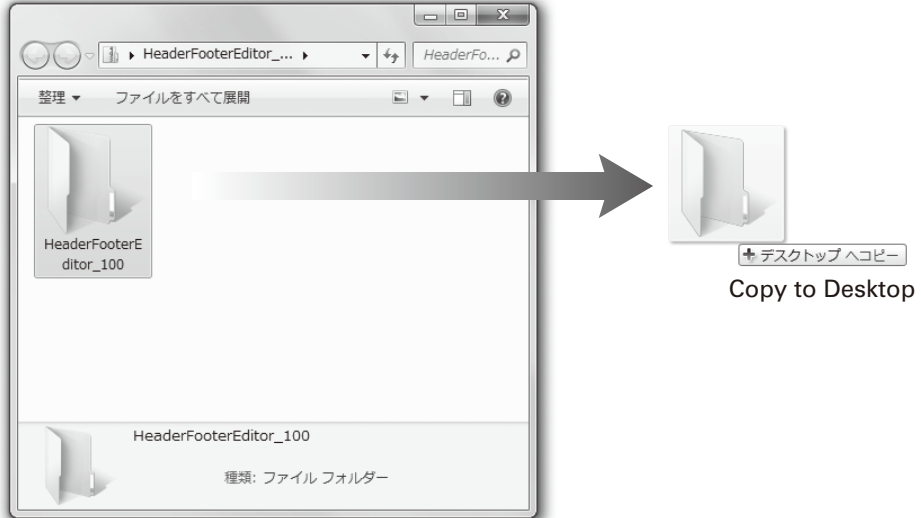 HeaderFooterEditor_...
HeaderFo...
整理
ファイルをすべて展開
HeaderFooterE
ditor_100
デスクトップ へコピー
Copy to Desktop
HeaderFooterEditor_100
種類: ファイル フォルダー